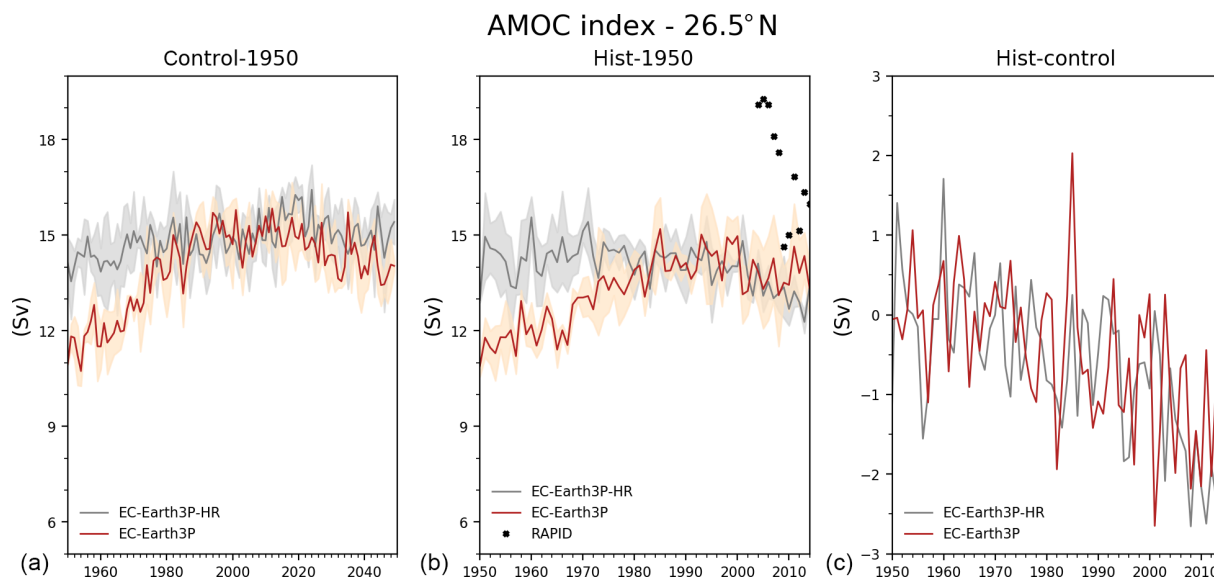 AMOC index - 26.5°N
Control-1950
Hist-1950
Hist-control
(Sv)
18
15
12
9
6
EC-Earth3P-HR
EC-Earth3P
(a)
1960 1980 2000 2020 2040
(Sv)
18
15
12
9
6
EC-Earth3P-HR
EC-Earth3P
RAPID
(b)
1950 1960 1970 1980 1990 2000 2010
(Sv)
3
2
1
0
−1
−2
−3
EC-Earth3P-HR
EC-Earth3P
(c)
1950 1960 1970 1980 1990 2000